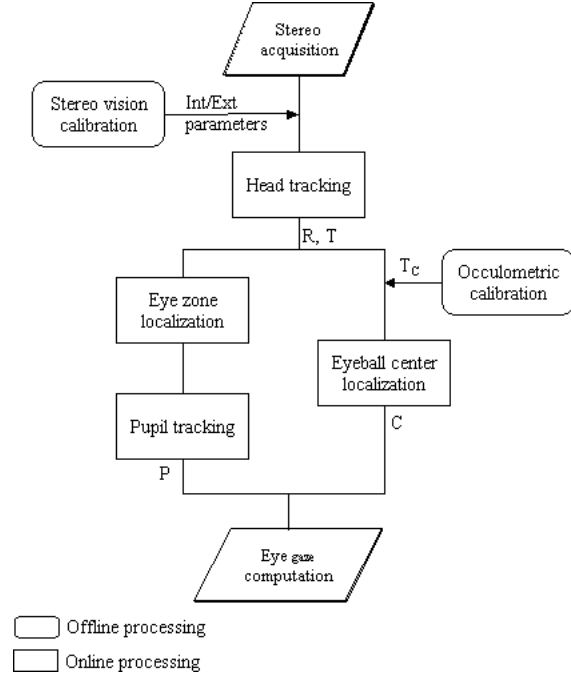 Stereo
acquisition
Stereo vision
calibration
Int/Ext
parameters
Head tracking
R, T
Eye zone
localization
T_C
Occulometric
calibration
Eyeball center
localization
Pupil tracking
P
C
Eye gaze
computation
Offline processing
Online processing